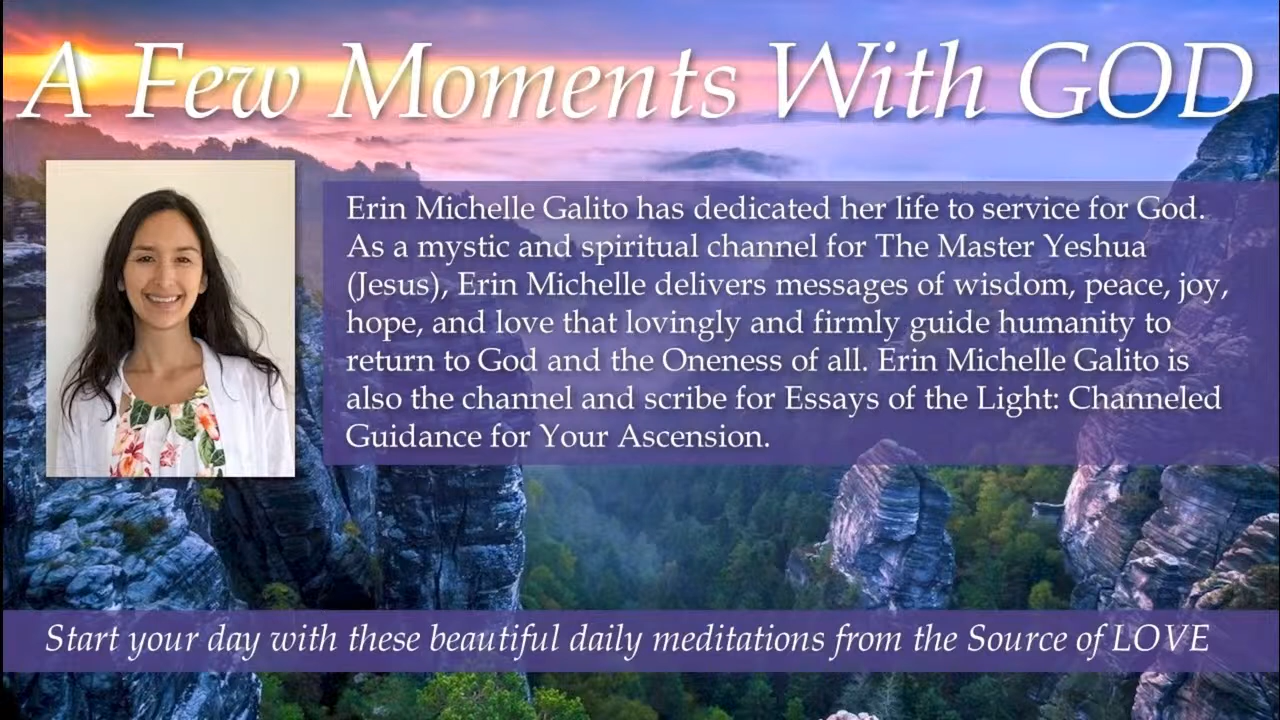 A Few Moments With GOD
Erin Michelle Galito has dedicated her life to service for God.
As a mystic and spiritual channel for The Master Yeshua
(Jesus), Erin Michelle delivers messages of wisdom, peace, joy,
hope, and love that lovingly and firmly guide humanity to
return to God and the Oneness of all. Erin Michelle Galito is
also the channel and scribe for Essays of the Light: Channeled
Guidance for Your Ascension.
Start your day with these beautiful daily meditations from the Source of LOVE